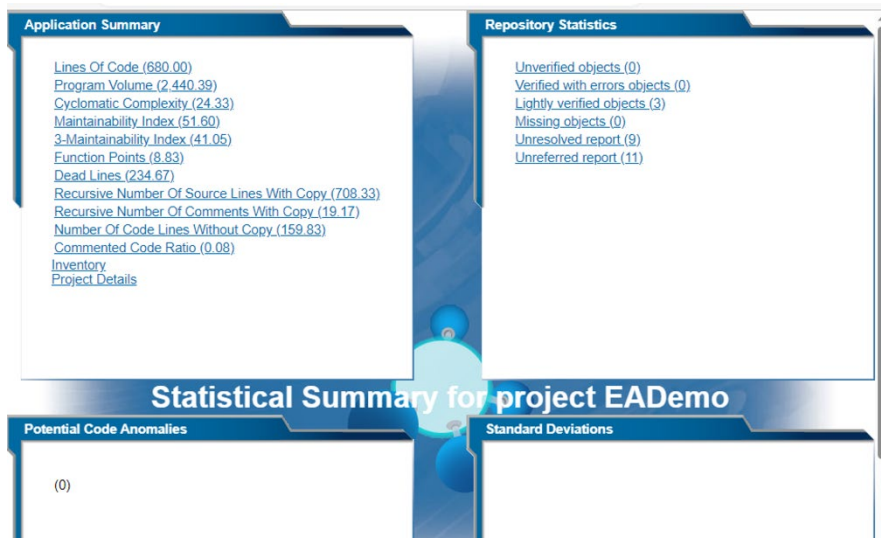 Application Summary
Lines Of Code (680.00)
Program Volume (2,440.39)
Cyclomatic Complexity (24.33)
Maintainability Index (51.60)
3-Maintainability Index (41.05)
Function Points (8.83)
Dead Lines (234.67)
Recursive Number Of Source Lines With Copy (708.33)
Recursive Number Of Comments With Copy (19.17)
Number Of Code Lines Without Copy (159.83)
Commented Code Ratio (0.08)
Inventory
Project Details
Repository Statistics
Unverified objects (0)
Verified with errors objects (0)
Lightly verified objects (3)
Missing objects (0)
Unresolved report (9)
Unreferred report (11)
Statistical Summary for project EADemo
Potential Code Anomalies
(0)
Standard Deviations